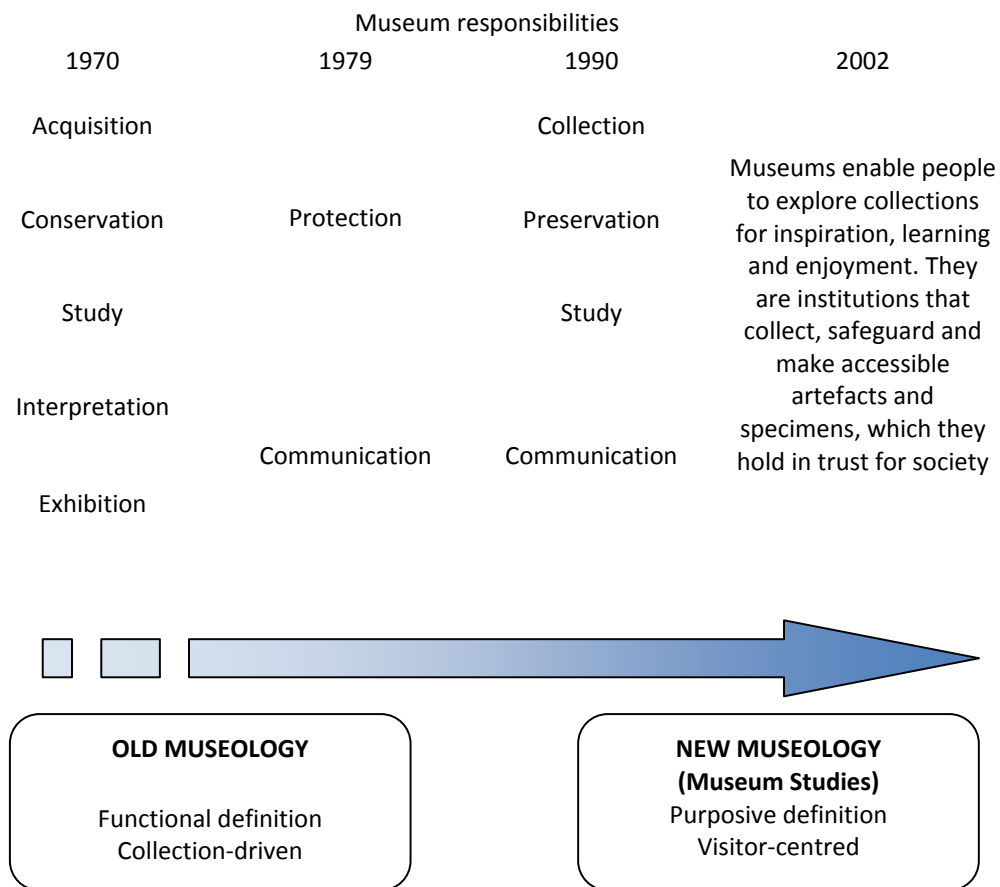 Museum responsibilities
1970 1979 1990 2002
Acquisition Collection
Conservation Protection Preservation
Study Study
Interpretation
Communication Communication
Exhibition
Museums enable people
to explore collections
for inspiration, learning
and enjoyment. They
are institutions that
collect, safeguard and
make accessible
artefacts and
specimens, which they
hold in trust for society
OLD MUSEOLOGY
Functional definition
Collection-driven
NEW MUSEOLOGY
(Museum Studies)
Purposive definition
Visitor-centred